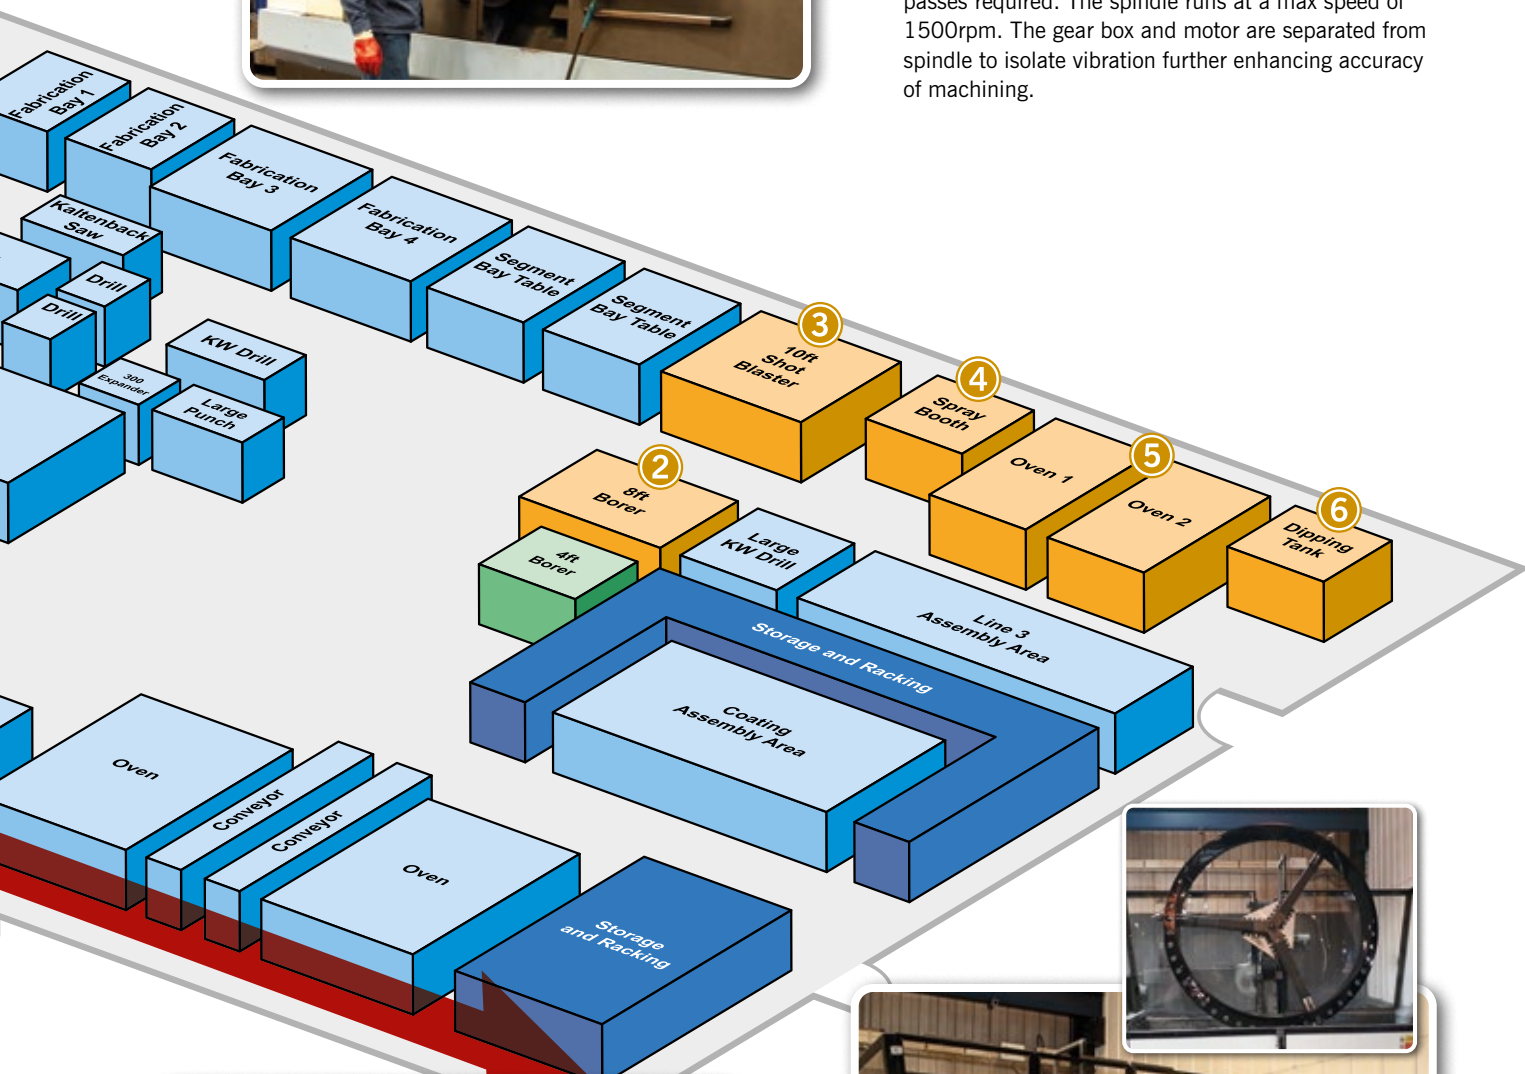 passes required. The spindle runs at a max speed of
1500rpm. The gear box and motor are separated from
spindle to isolate vibration further enhancing accuracy
of machining.
Fabrication
Bay 1
Fabrication
Bay 2
Fabrication
Bay 3
Fabrication
Bay 4
Segment
Bay Table
Segment
Bay Table
3
10ft
Shot
Blaster
4
Spray
Booth
5
Oven 1
Oven 2
6
Dipping
Tank
Kaltenback
Saw
Drill
Drill
KW Drill
300
Expander
Large
Punch
2
8ft
Borer
4ft
Borer
Large
KW Drill
Line 3
Assembly Area
Storage and Racking
Coating
Assembly Area
Oven
Conveyor
Conveyor
Oven
Storage
and Racking